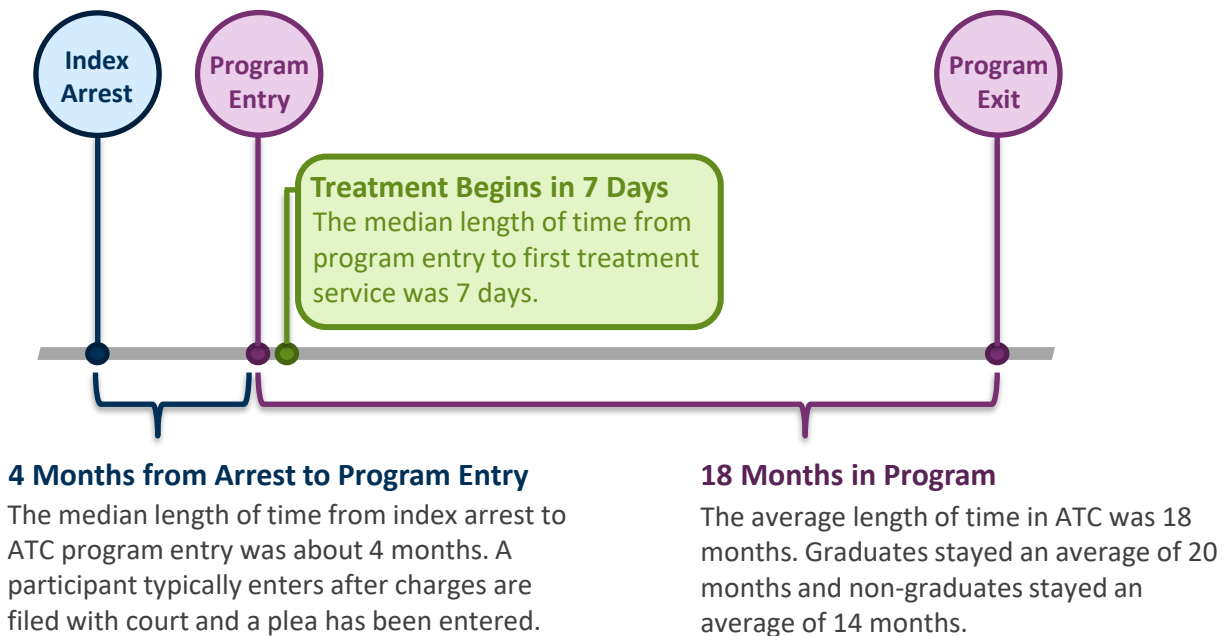 Index
Arrest
Program
Entry
Program
Exit
Treatment Begins in 7 Days
The median length of time from
program entry to first treatment
service was 7 days.
4 Months from Arrest to Program Entry
The median length of time from index arrest to
ATC program entry was about 4 months. A
participant typically enters after charges are
filed with court and a plea has been entered.
18 Months in Program
The average length of time in ATC was 18
months. Graduates stayed an average of 20
months and non-graduates stayed an
average of 14 months.